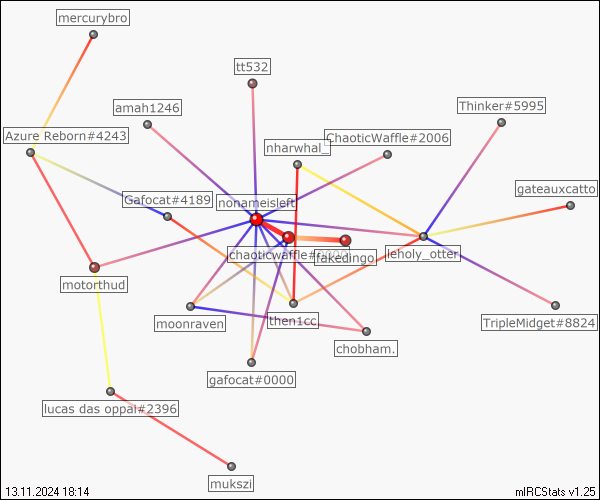 mercurybro
tt532
amah1246
Thinker#5995
Azure Reborn#4243
ChaoticWaffle#2006
nharwhal_
gateauxcatto
Gafocat#4189
nonameisleft
chaoticwaffle#
fakedingo
leholy_otter
motorthud
moonraven
then1cc
TripleMidget#8824
chobham.
gafocat#0000
lucas das oppai#2396
mukszi
13.11.2024 18:14
mIRCStats v1.25